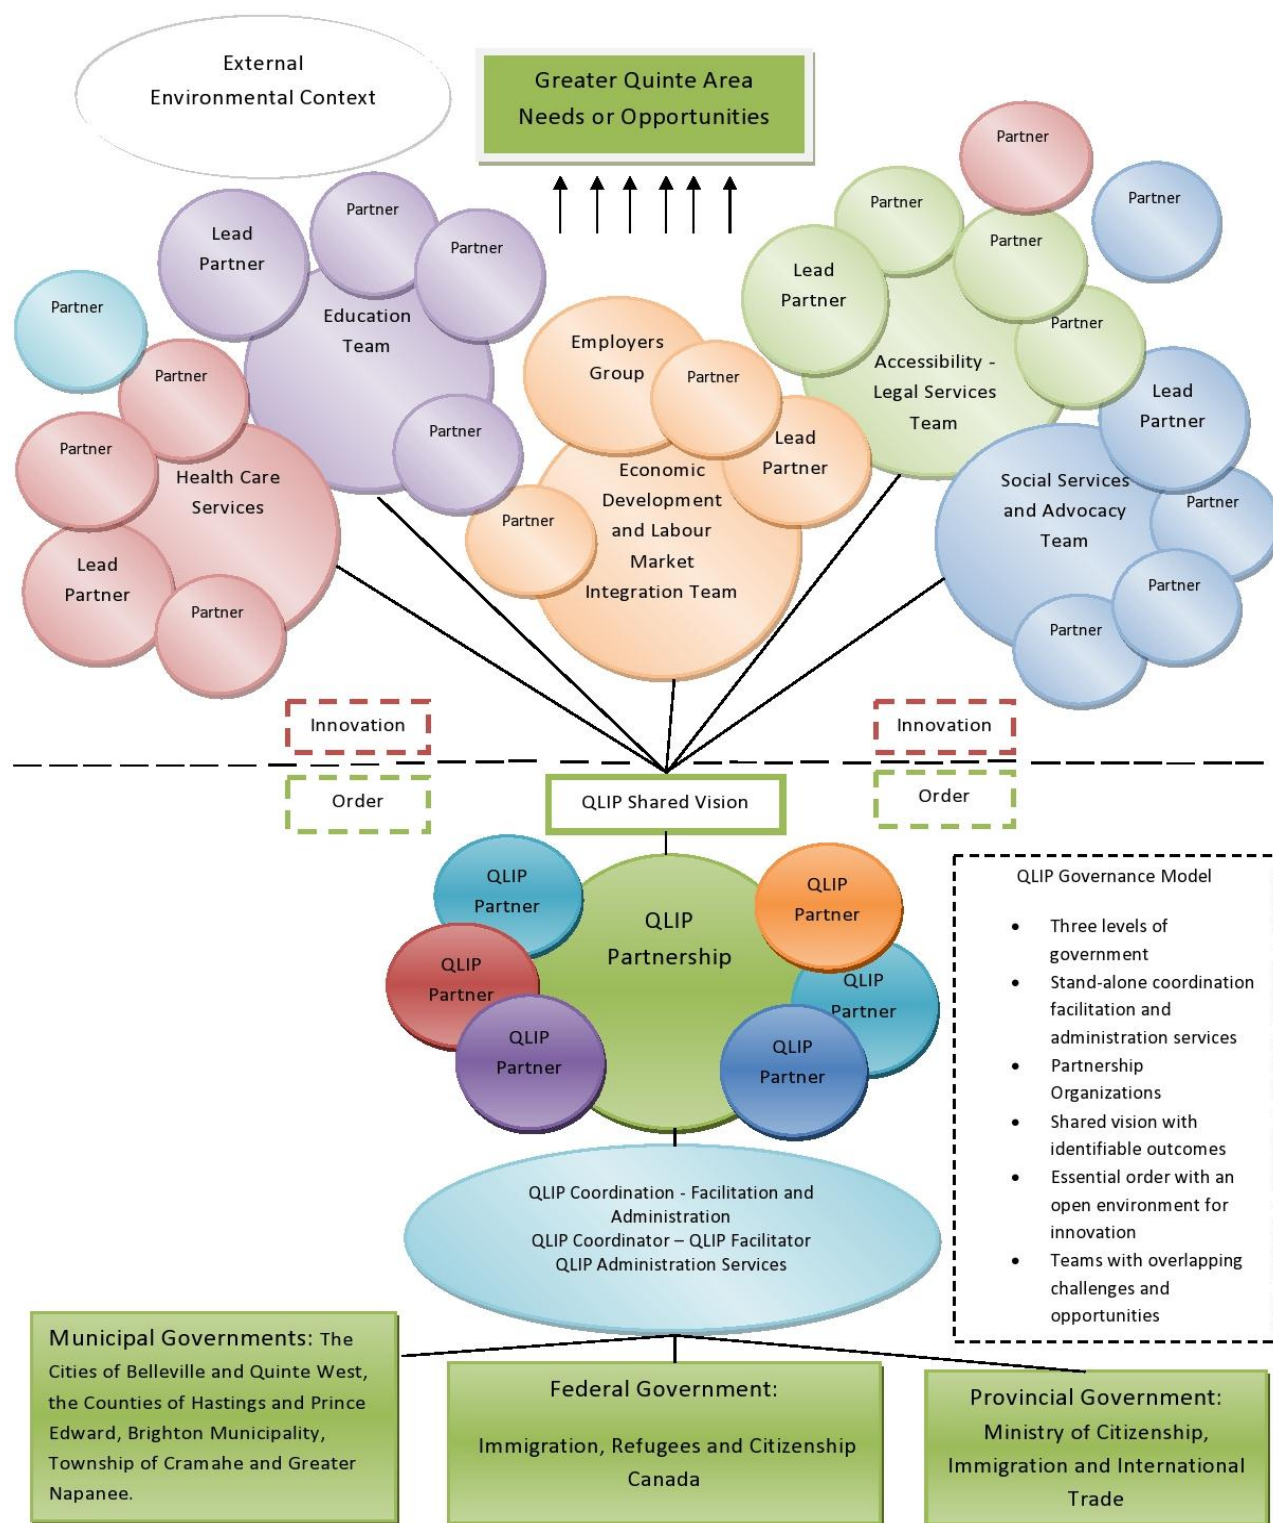 External
Environmental Context
Greater Quinte Area
Needs or Opportunities
Partner
Partner
Partner
Partner
Lead
Partner
Partner
Partner
Lead
Partner
Partner
Education
Team
Partner
Partner
Employers
Group
Partner
Accessibility -
Legal Services
Team
Lead
Partner
Partner
Partner
Partner
Lead
Partner
Health Care
Services
Economic
Development
and Labour
Market
Integration Team
Partner
Social Services
and Advocacy
Team
Partner
Lead
Partner
Partner
Partner
Partner
Innovation
Innovation
Order
QLIP Shared Vision
Order
QLIP
Partner
QLIP
Partner
QLIP
Partnership
QLIP
Partner
QLIP
Partner
QLIP
Partner
QLIP
Partner
QLIP Governance Model
• Three levels of
government
• Stand-alone coordination
facilitation and
administration services
• Partnership
Organizations
• Shared vision with
identifiable outcomes
• Essential order with an
open environment for
innovation
• Teams with overlapping
challenges and
opportunities
QLIP Coordination - Facilitation and
Administration
QLIP Coordinator – QLIP Facilitator
QLIP Administration Services
Municipal Governments: The
Cities of Belleville and Quinte West,
the Counties of Hastings and Prince
Edward, Brighton Municipality,
Township of Cramahe and Greater
Napanee.
Federal Government:
Immigration, Refugees and Citizenship
Canada
Provincial Government:
Ministry of Citizenship,
Immigration and International
Trade